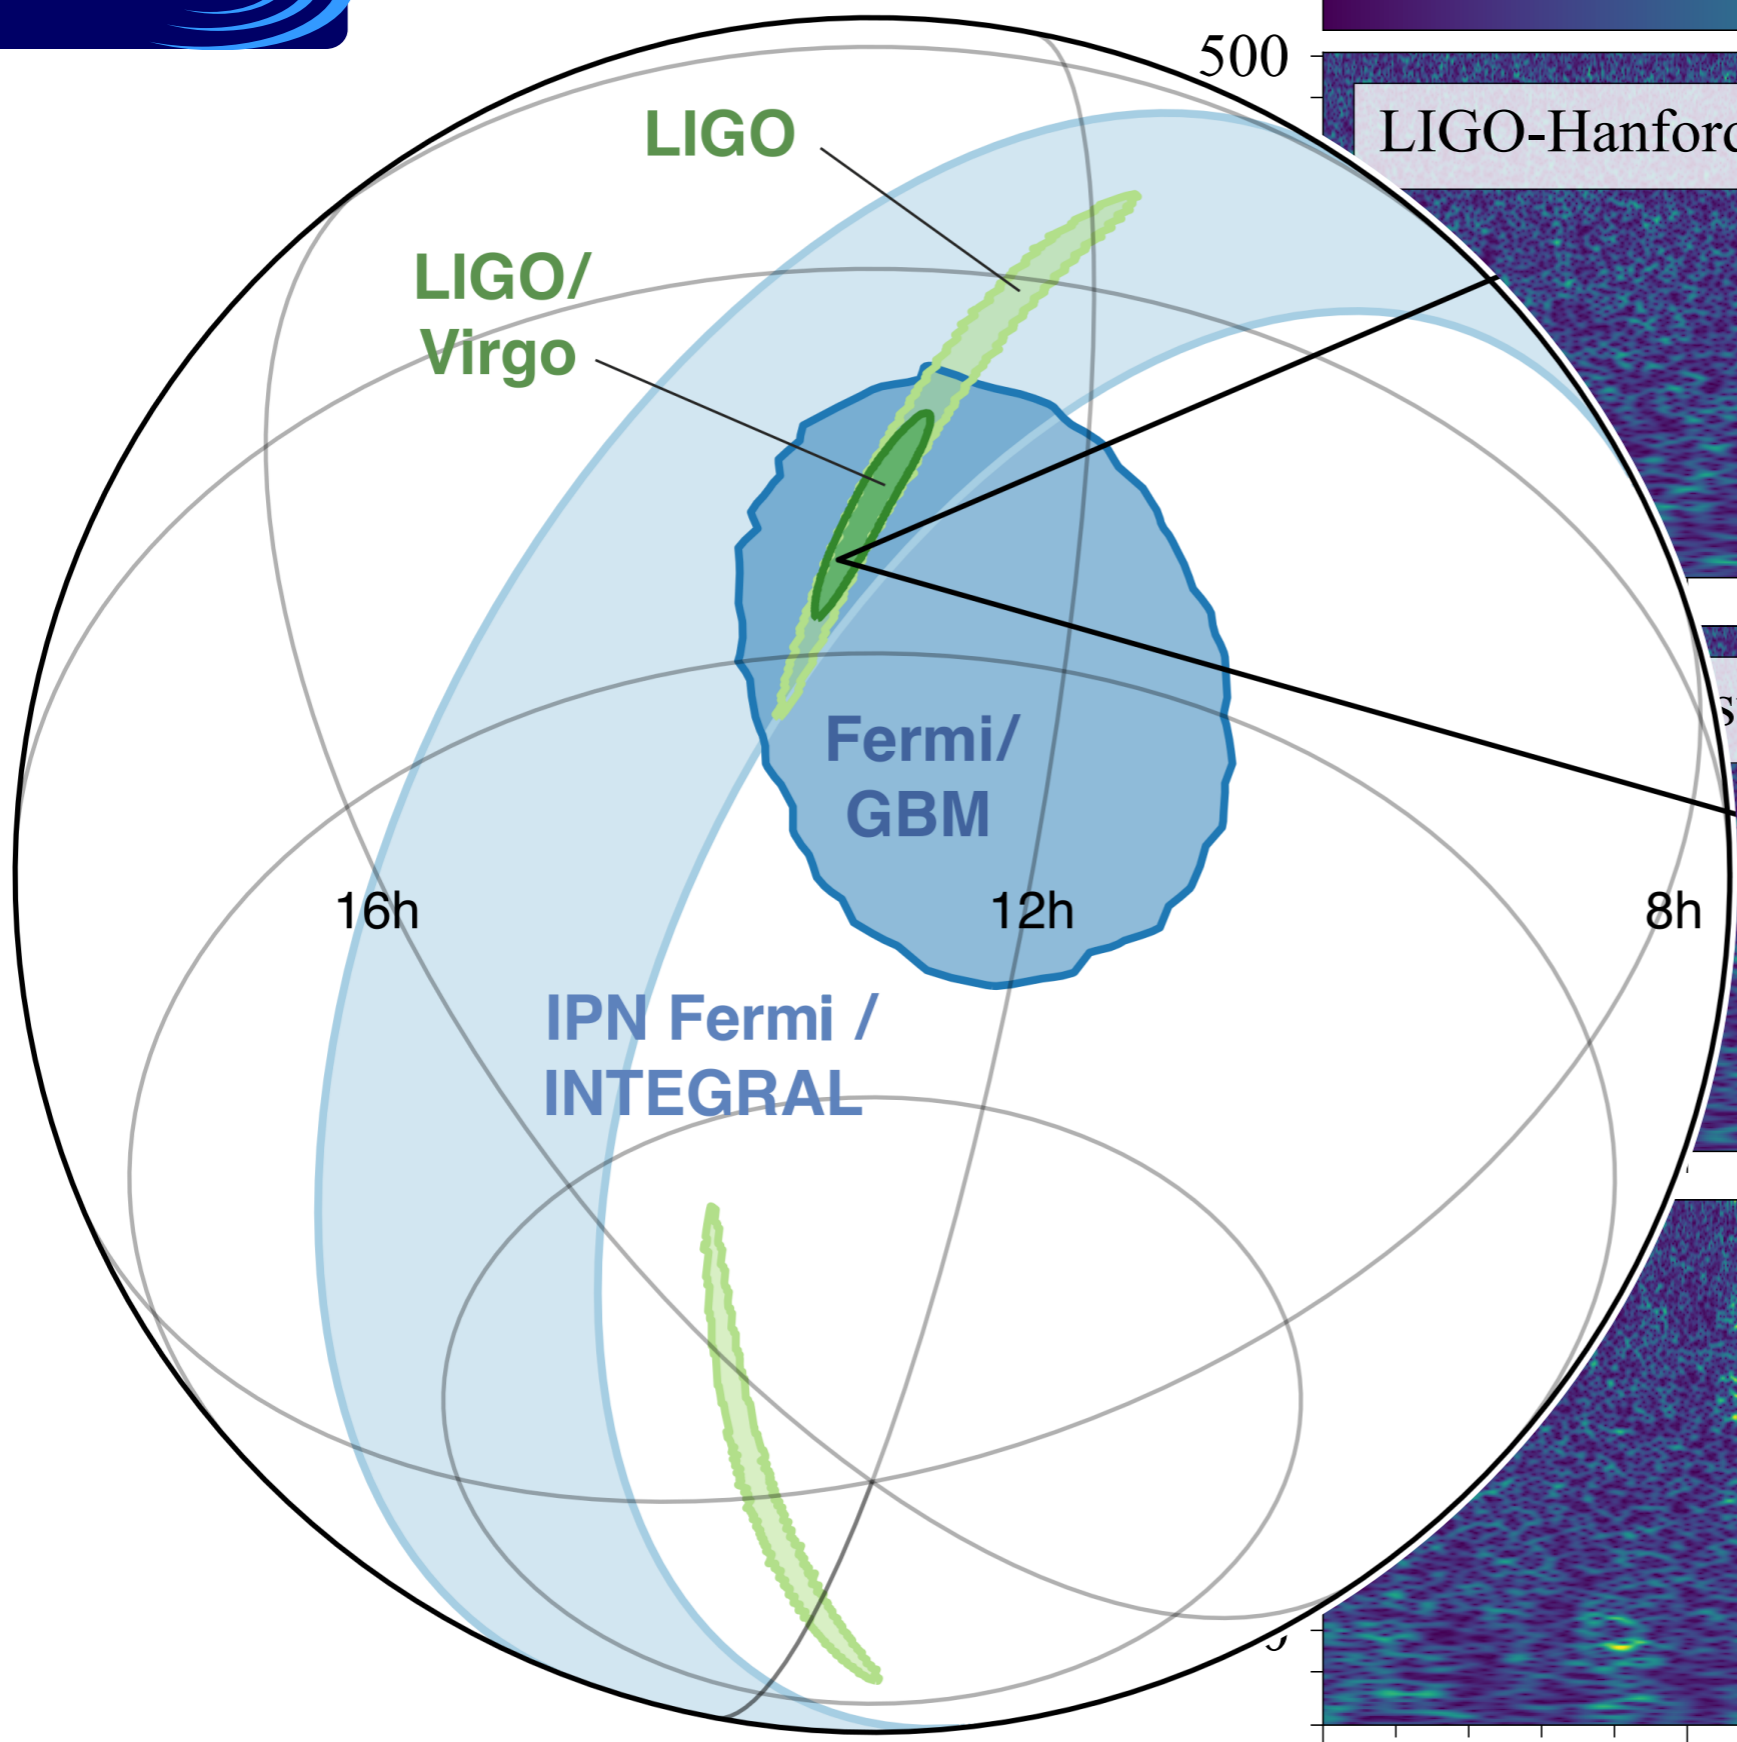 500
LIGO-Hanford
LIGO
LIGO/
Virgo
Fermi/
GBM
16h
12h
8h
IPN Fermi /
INTEGRAL